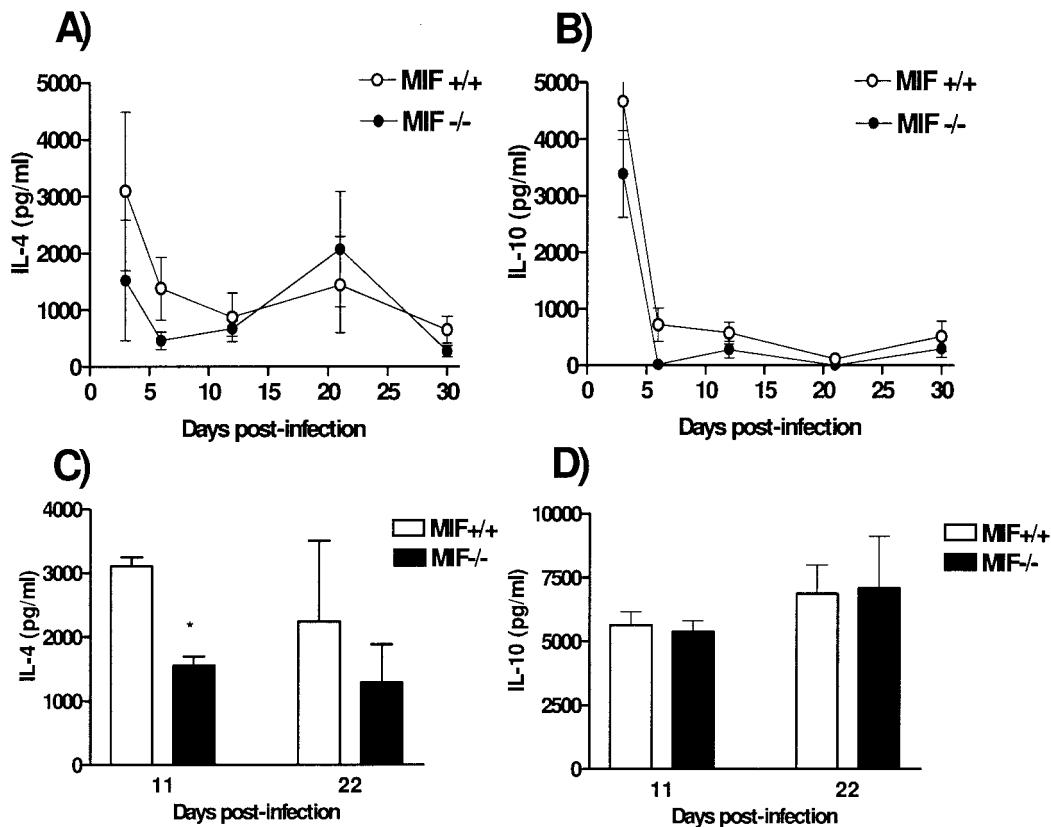 A)
MIF +/+
MIF -/-
IL-4 (pg/ml)
5000
4000
3000
2000
1000
0
0 5 10 15 20 25 30
Days post-infection
B)
MIF +/+
MIF -/-
IL-10 (pg/ml)
5000
4000
3000
2000
1000
0
0 5 10 15 20 25 30
Days post-infection
C)
MIF+/+
MIF-/-
IL-4 (pg/ml)
4000
3000
2000
1000
0
*
11 22
Days post-infection
D)
MIF+/+
MIF-/-
IL-10 (pg/ml)
10000
7500
5000
2500
0
11 22
Days post-infection